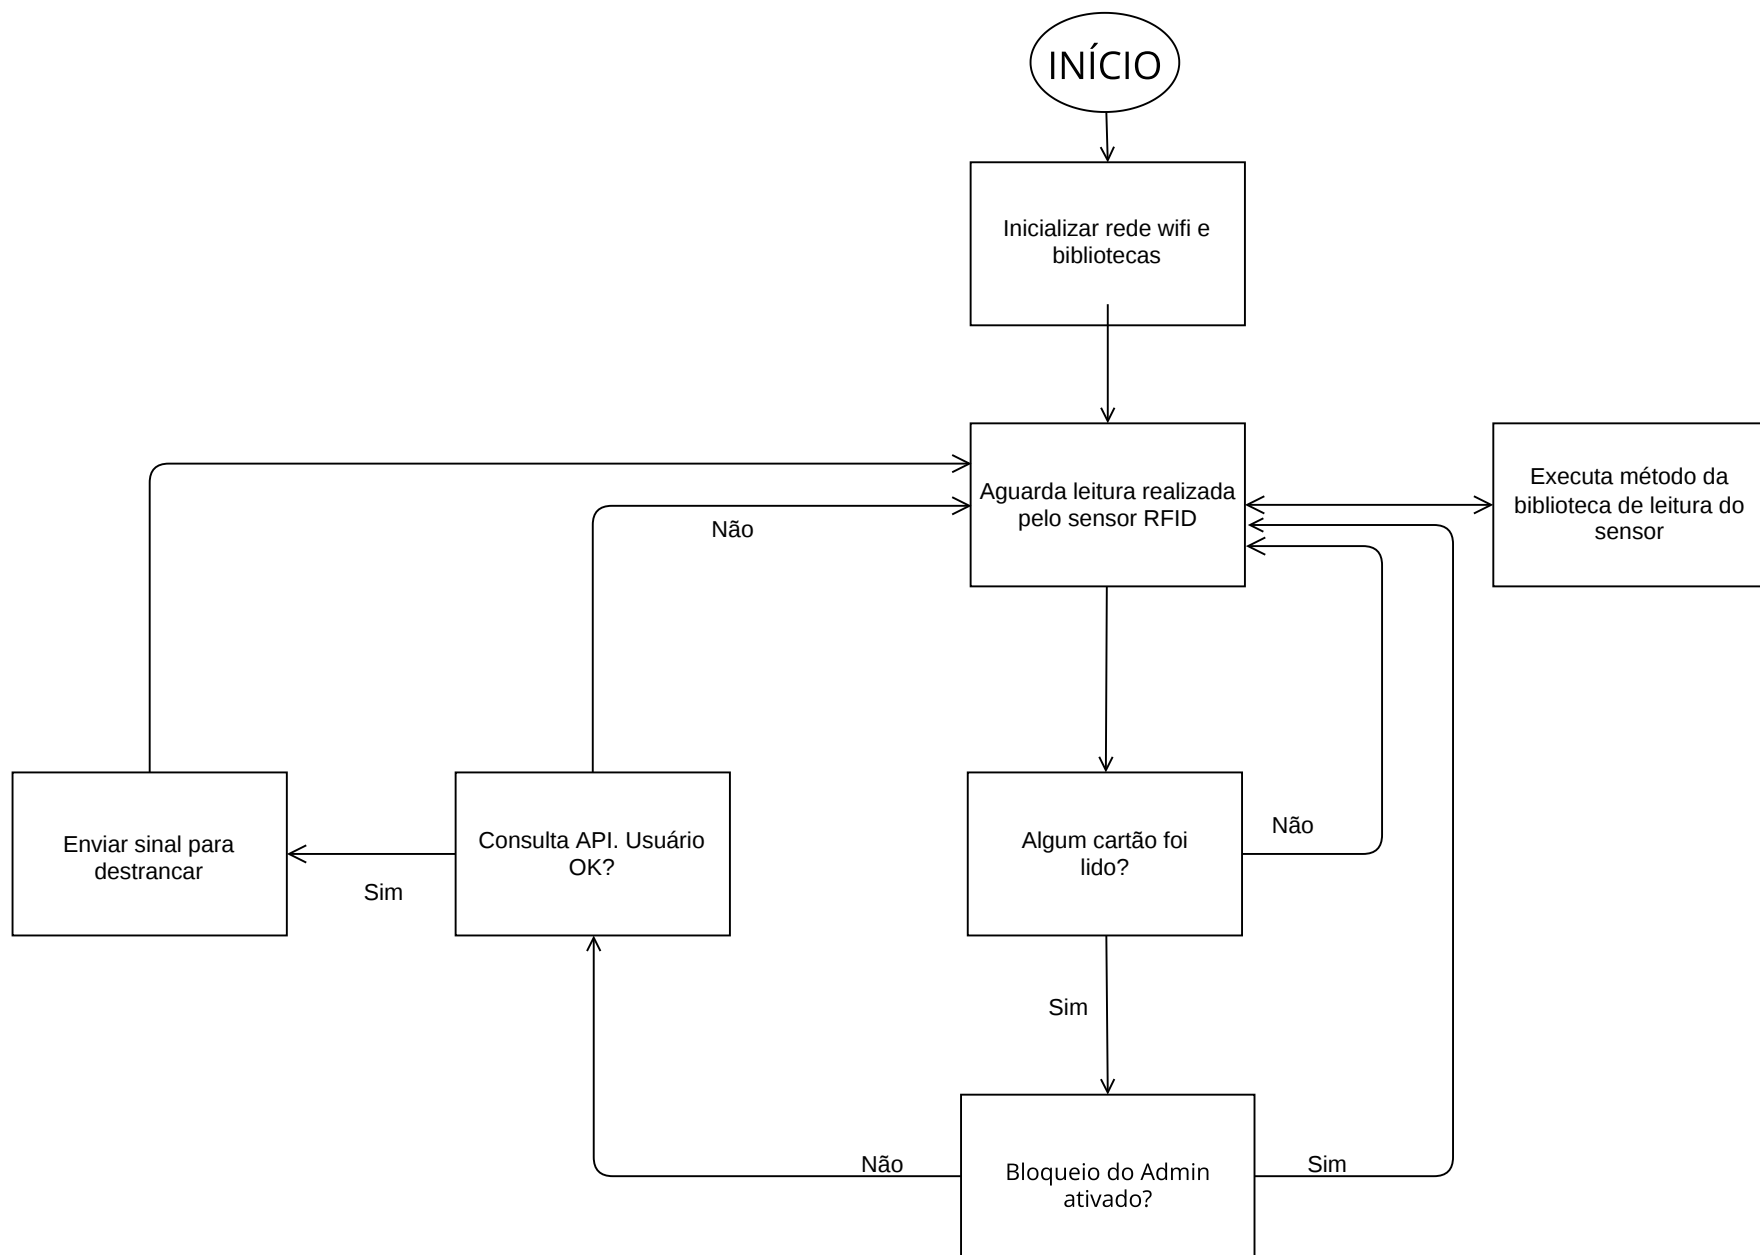 INÍCIO
Inicializar rede wifi e
bibliotecas
Aguarda leitura realizada
pelo sensor RFID
Executa método da
biblioteca de leitura do
sensor
Não
Enviar sinal para
destrancar
Sim
Consulta API. Usuário
OK?
Algum cartão foi
lido?
Não
Sim
Não
Bloqueio do Admin
ativado?
Sim